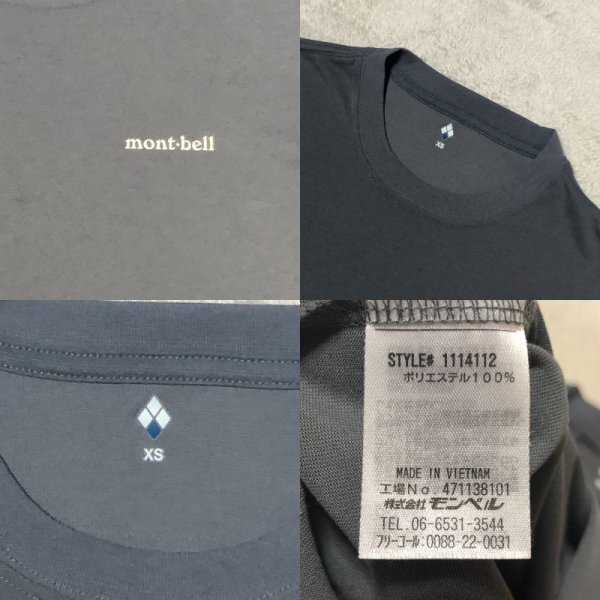 mont·bell
XS
XS
STYLE# 1114112
ポリエステル100%
MADE IN VIETNAM
工場No. 471138101
株式会社モンベル
TEL. 06-6531-3544
フリーコール:0088-22-0031